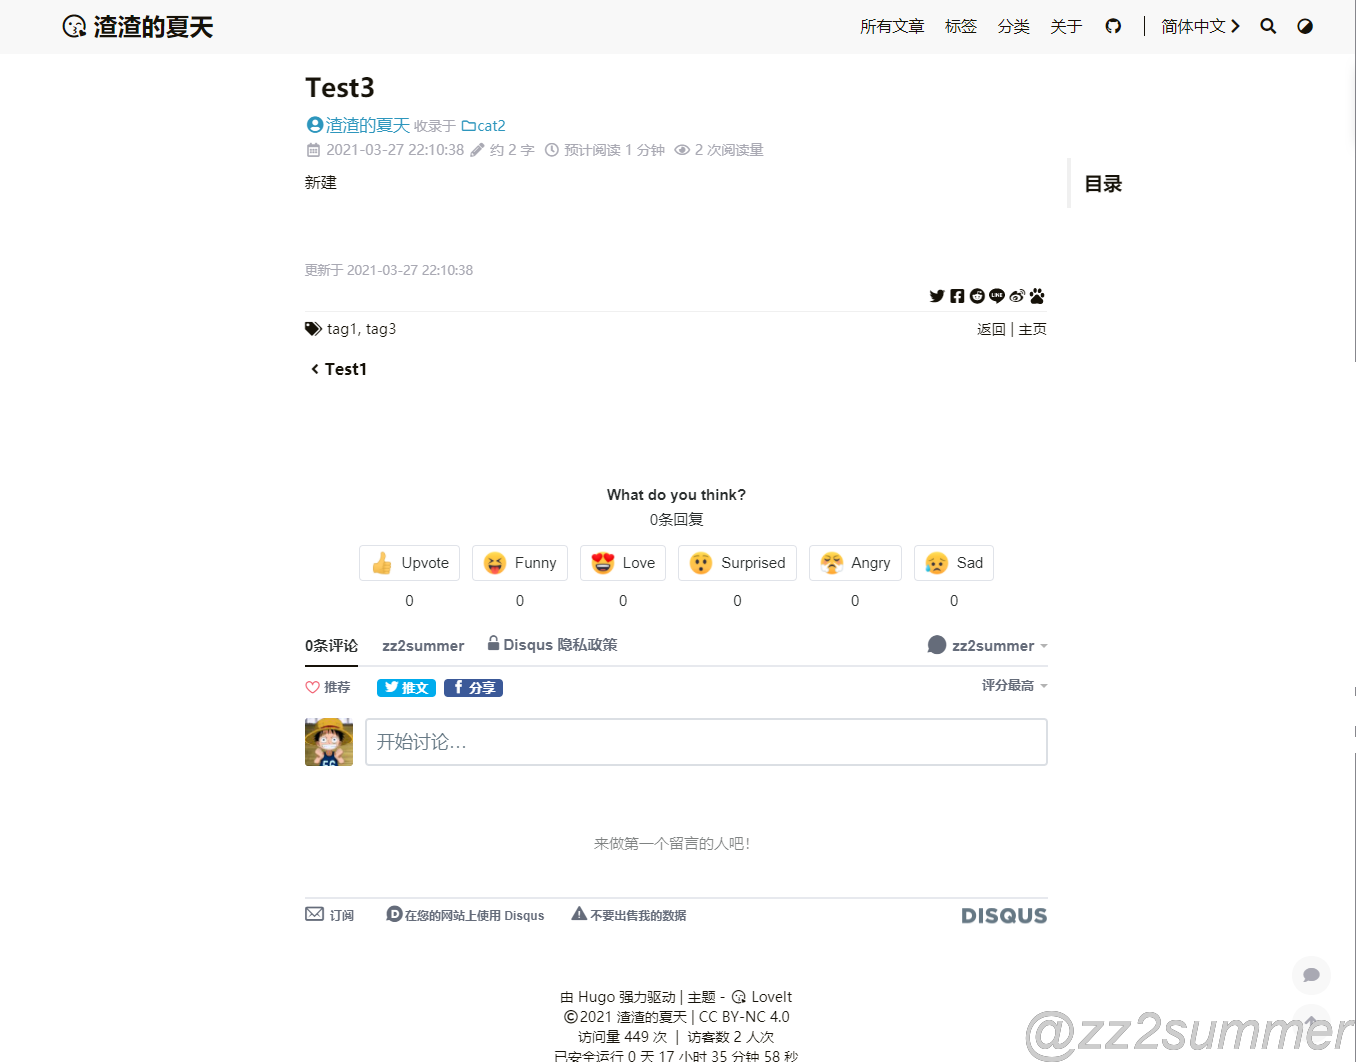 渣渣的夏天 所有文章 标签 分类 关于 | 简体中文
Test3
渣渣的夏天 收录于 cat2
2021-03-27 22:10:38 约 2 字 预计阅读 1 分钟 2 次阅读量
新建
目录
更新于 2021-03-27 22:10:38
tag1, tag3 返回 | 主页
Test1
What do you think?
0条回复
Upvote Funny Love Surprised Angry Sad
0 0 0 0 0 0
0条评论 zz2summer Disqus 隐私政策 zz2summer
推荐 推文 分享 评分最高
开始讨论...
来做第一个留言的人吧！
订阅 在您的网站上使用 Disqus 不要出售我的数据 DISQUS
由 Hugo 强力驱动 | 主题 - LoveIt
©2021 渣渣的夏天 | CC BY-NC 4.0
访问量 449 次 | 访客数 2 人次
已安全运行 0 天 17 小时 35 分钟 58 秒
@zz2summer